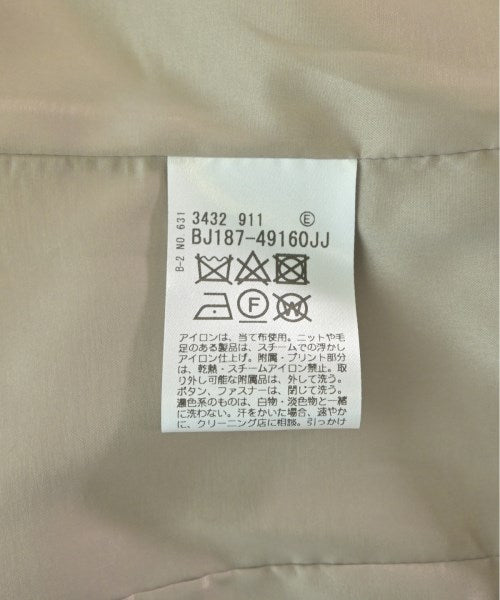 B-2 NO.631
3432 911 Ⓔ
BJ187-49160JJ
F
W
アイロンは、当て布使用。ニットや毛
足のある製品は、スチームでの浮かし
アイロン仕上げ。附属・プリント部分
は、乾熱・スチームアイロン禁止。取
り外し可能な附属品は、外して洗う。
ボタン、ファスナーは、閉じて洗う。
濃色系のものは、白物・淡色物と一緒
に洗わない。汗をかいた場合、速やか
に、クリーニング店に相談。引っかけ